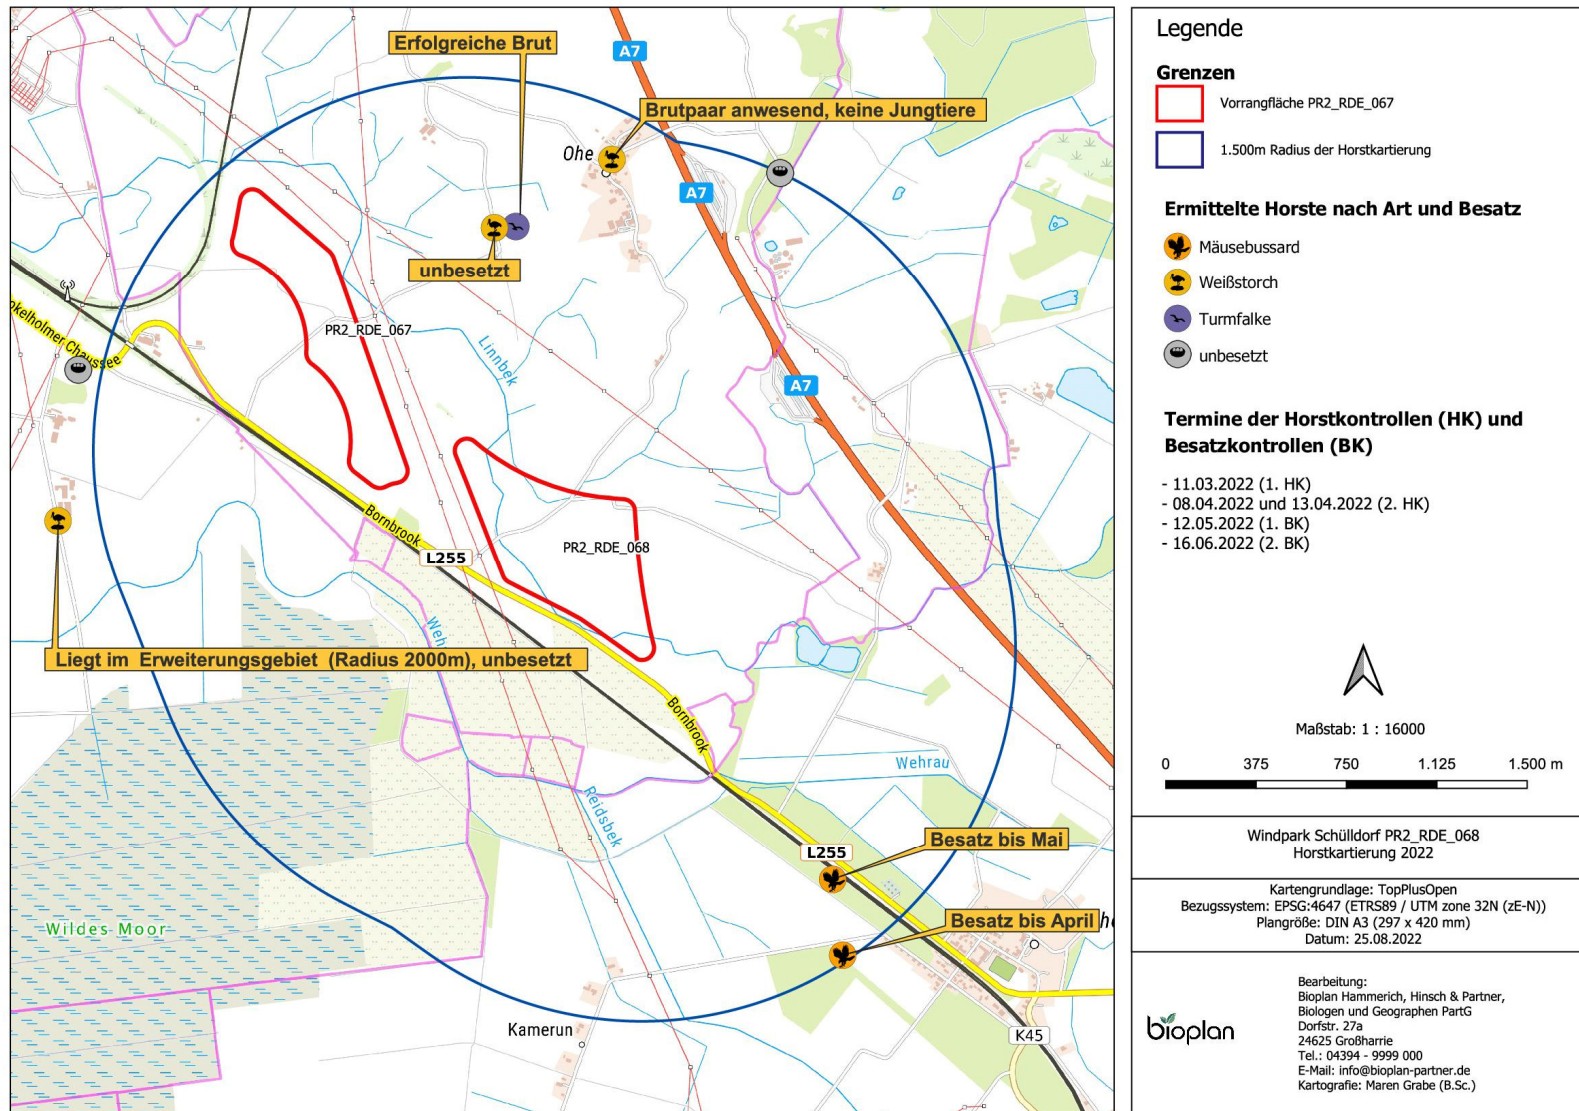 Erfolgreiche Brut
A7
Brutpaar anwesend, keine Jungtiere
Ohe
A7
unbesetzt
PR2_RDE_067
okelholmer Chaussee
Linnbek
A7
Bornbrook
L255
PR2_RDE_068
Weh
Liegt im Erweiterungsgebiet (Radius 2000m), unbesetzt
Bornbrook
Wehrau
Reidsbek
Besatz bis Mai
L255
Besatz bis April
he
Wildes Moor
Kamerun
K45
Legende
Grenzen
Vorrangfläche PR2_RDE_067
1.500m Radius der Horstkartierung
Ermittelte Horste nach Art und Besatz
Mäusebussard
Weißstorch
Turmfalke
unbesetzt
Termine der Horstkontrollen (HK) und
Besatzkontrollen (BK)
- 11.03.2022 (1. HK)
- 08.04.2022 und 13.04.2022 (2. HK)
- 12.05.2022 (1. BK)
- 16.06.2022 (2. BK)
Maßstab: 1 : 16000
0 375 750 1.125 1.500 m
Windpark Schülldorf PR2_RDE_068
Horstkartierung 2022
Kartengrundlage: TopPlusOpen
Bezugssystem: EPSG:4647 (ETRS89 / UTM zone 32N (zE-N))
Plangröße: DIN A3 (297 x 420 mm)
Datum: 25.08.2022
bioplan
Bearbeitung:
Bioplan Hammerich, Hinsch & Partner,
Biologen und Geographen PartG
Dorfstr. 27a
24625 Großharrie
Tel.: 04394 - 9999 000
E-Mail: info@bioplan-partner.de
Kartografie: Maren Grabe (B.Sc.)